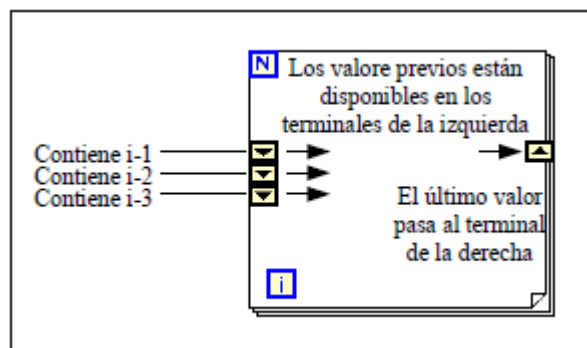 N
Los valore previos están
disponibles en los
terminales de la izquierda
Contiene i-1
Contiene i-2
Contiene i-3
El último valor
pasa al terminal
de la derecha
i